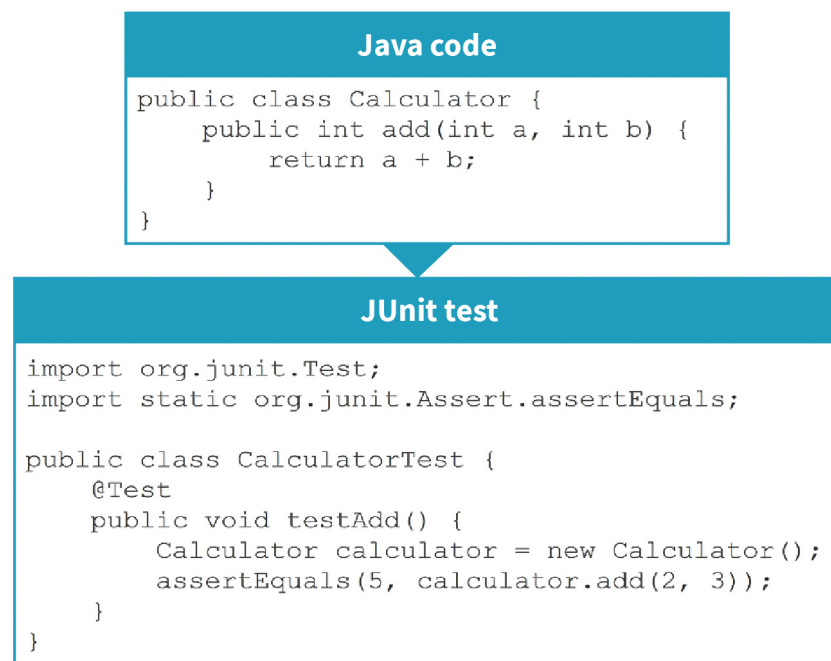 Java code
public class Calculator {
    public int add(int a, int b) {
        return a + b;
    }
}
JUnit test
import org.junit.Test;
import static org.junit.Assert.assertEquals;

public class CalculatorTest {
    @Test
    public void testAdd() {
        Calculator calculator = new Calculator();
        assertEquals(5, calculator.add(2, 3));
    }
}